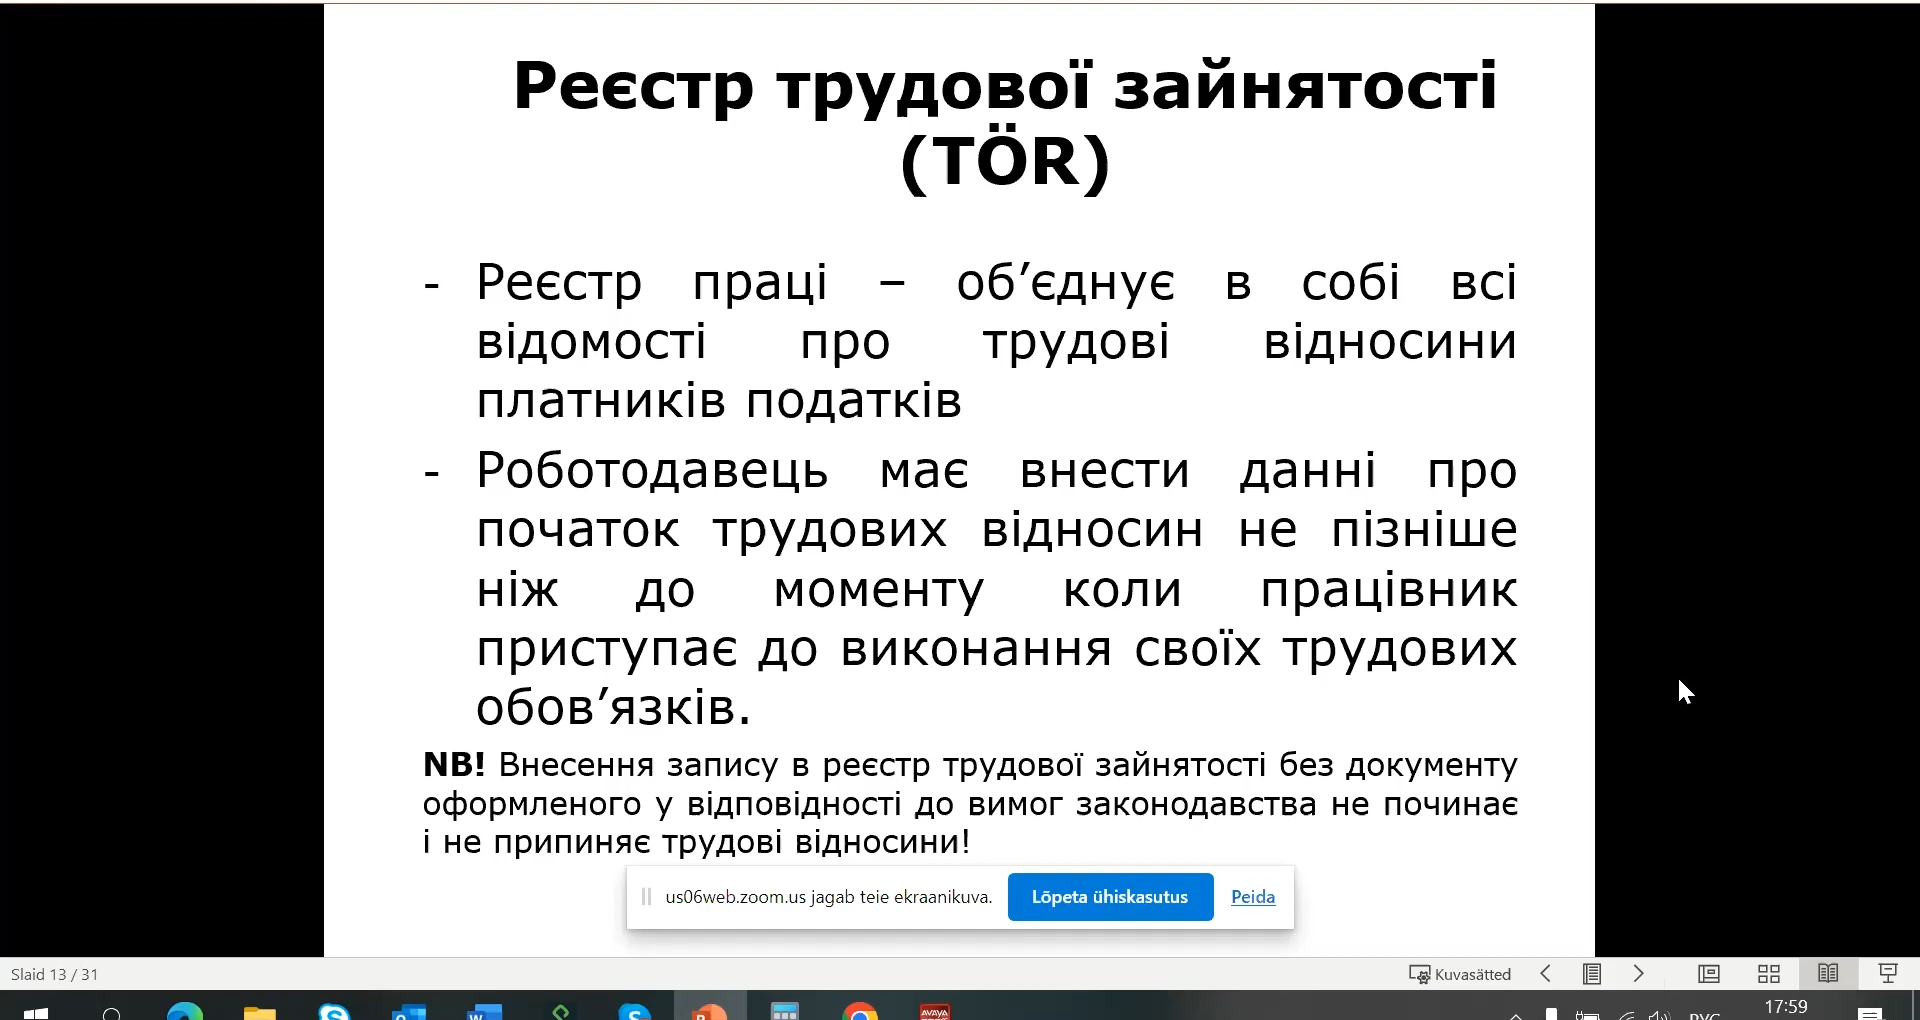 Реєстр трудової зайнятості
(TÖR)
- Реєстр праці – об’єднує в собі всі
відомості про трудові відносини
платників податків
- Роботодавець має внести данні про
початок трудових відносин не пізніше
ніж до моменту коли працівник
приступає до виконання своїх трудових
обов’язків.
NB! Внесення запису в реєстр трудової зайнятості без документу
оформленого у відповідності до вимог законодавства не починає
і не припиняє трудові відносини!
us06web.zoom.us jagab teie ekraanikuva. Lõpeta ühiskasutus Peida
Slaid 13 / 31 Kuvasätted
AVAYA 17:59